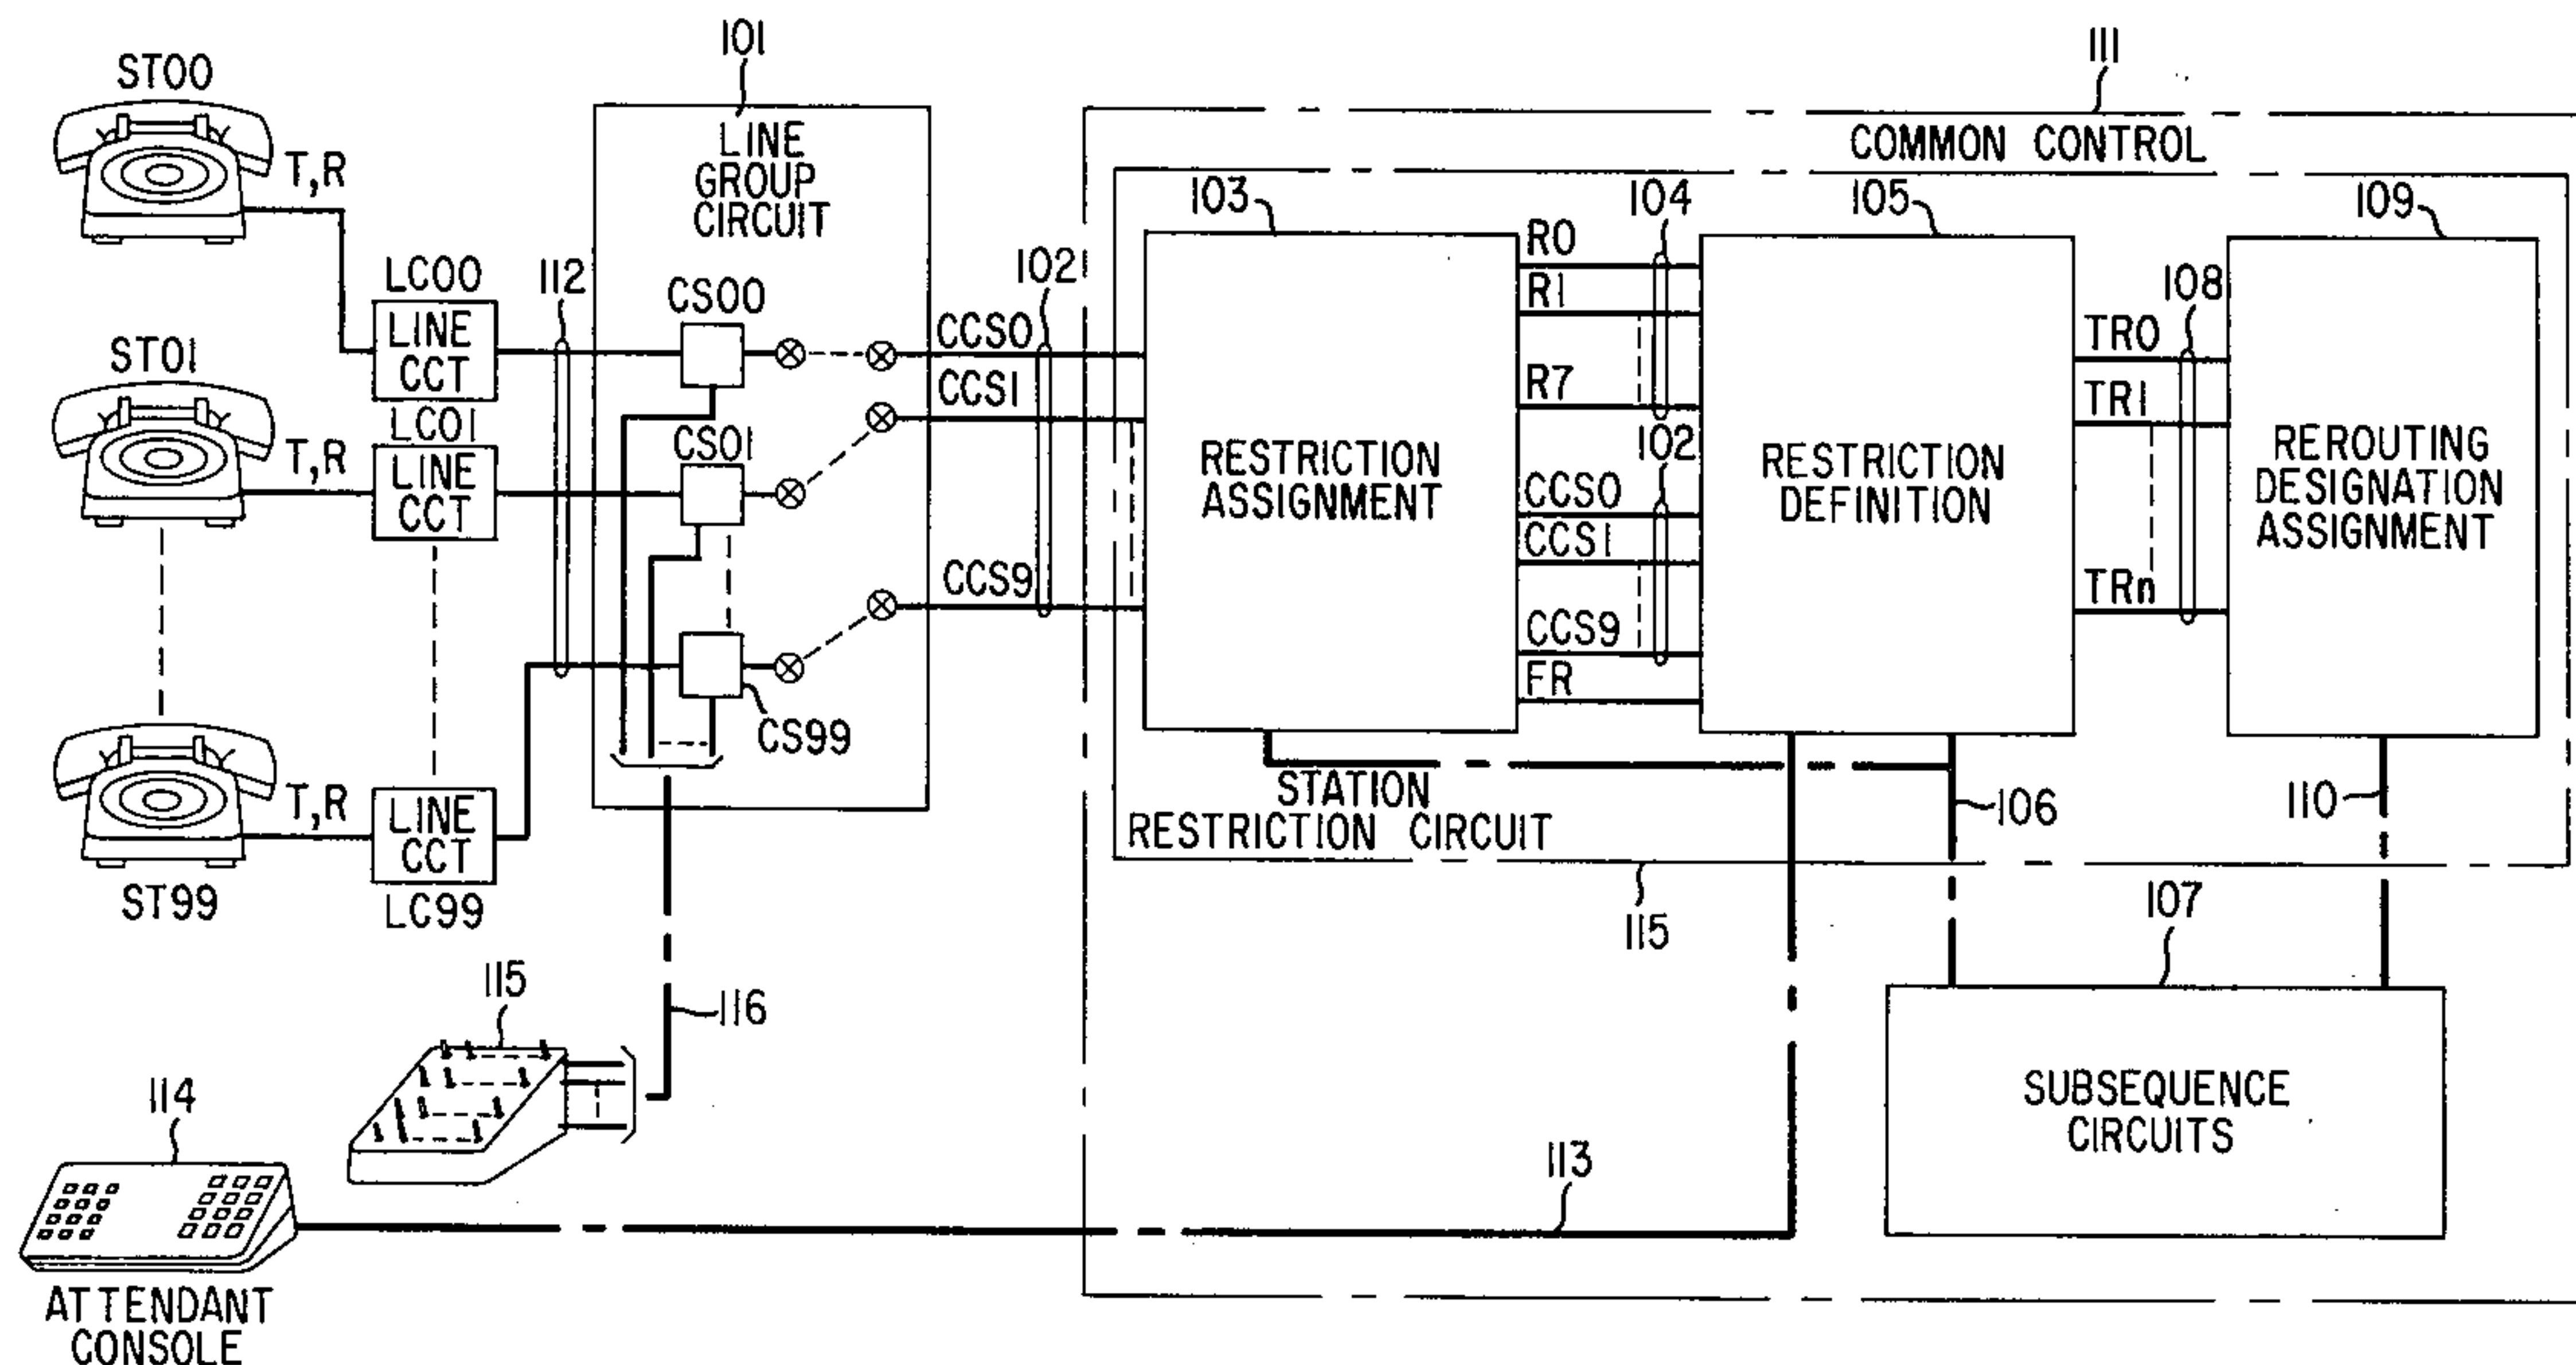 101
111
ST00
T,R
LINE
GROUP
CIRCUIT
COMMON CONTROL
103
104
105
109
LC00
LINE
CCT
112
CS00
CCS0
102
R0
R1
R7
108
TR0
TR1
TRn
ST01
T,R
LC01
LINE
CCT
CS01
CCS1
CCS9
RESTRICTION
ASSIGNMENT
102
CCS0
CCS1
CCS9
FR
RESTRICTION
DEFINITION
REROUTING
DESIGNATION
ASSIGNMENT
CS99
T,R
LINE
CCT
ST99
LC99
STATION
RESTRICTION CIRCUIT
106
110
115
107
115
116
SUBSEQUENCE
CIRCUITS
114
113
ATTENDANT
CONSOLE